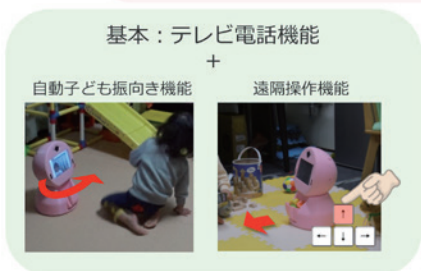 基本：テレビ電話機能
+
自動子ども振向き機能
遠隔操作機能
↑
← ↓ →